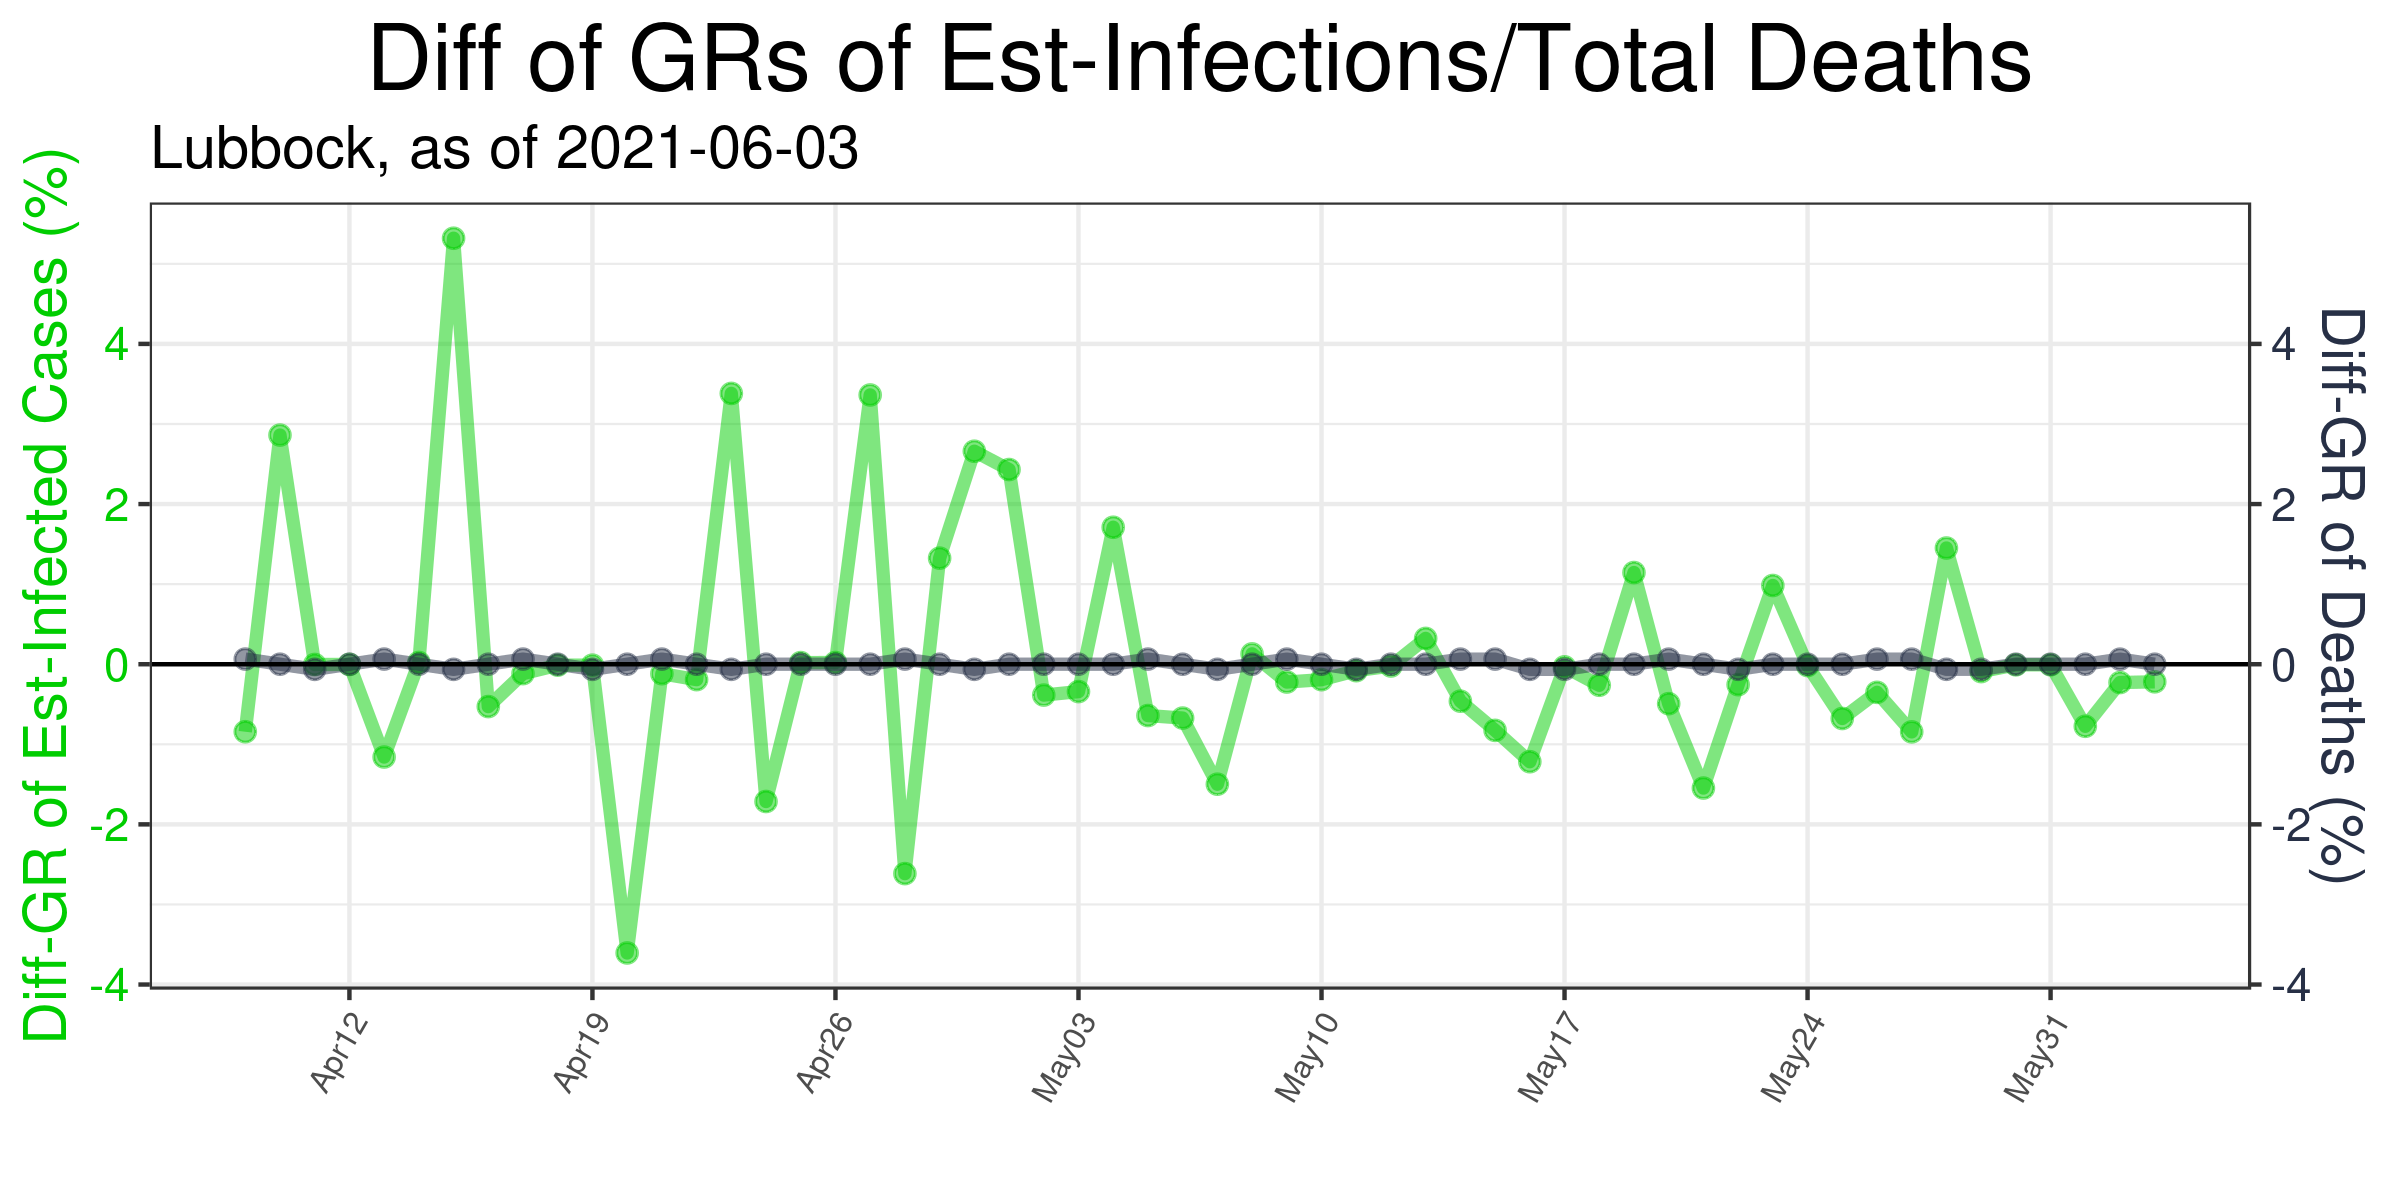 Diff of GRs of Est-Infections/Total Deaths
Lubbock, as of 2021-06-03
Diff-GR of Est-Infected Cases (%)
4
2
0
-2
-4
4
2
0
-2
-4
Diff-GR of Deaths (%)
Apr12
Apr19
Apr26
May03
May10
May17
May24
May31